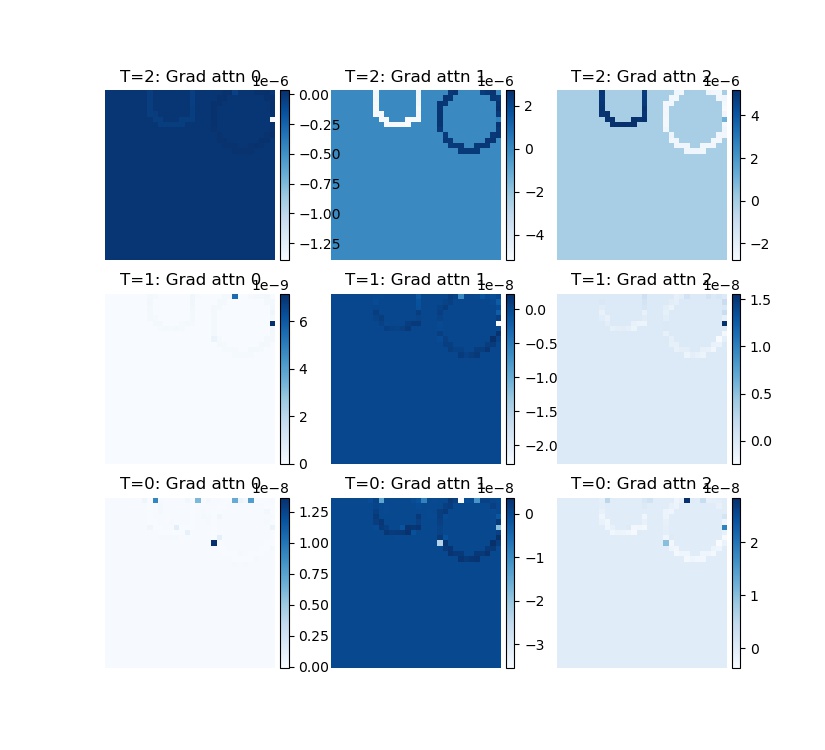 T=2: Grad attn 0
1e−6
0.00
−0.25
−0.50
−0.75
−1.00
−1.25
T=2: Grad attn 1
1e−6
2
0
−2
−4
T=2: Grad attn 2
1e−6
4
2
0
−2
T=1: Grad attn 0
1e−9
6
4
2
0
T=1: Grad attn 1
1e−8
0.0
−0.5
−1.0
−1.5
−2.0
T=1: Grad attn 2
1e−8
1.5
1.0
0.5
0.0
T=0: Grad attn 0
1e−8
1.25
1.00
0.75
0.50
0.25
0.00
T=0: Grad attn 1
1e−8
0
−1
−2
−3
T=0: Grad attn 2
1e−8
2
1
0